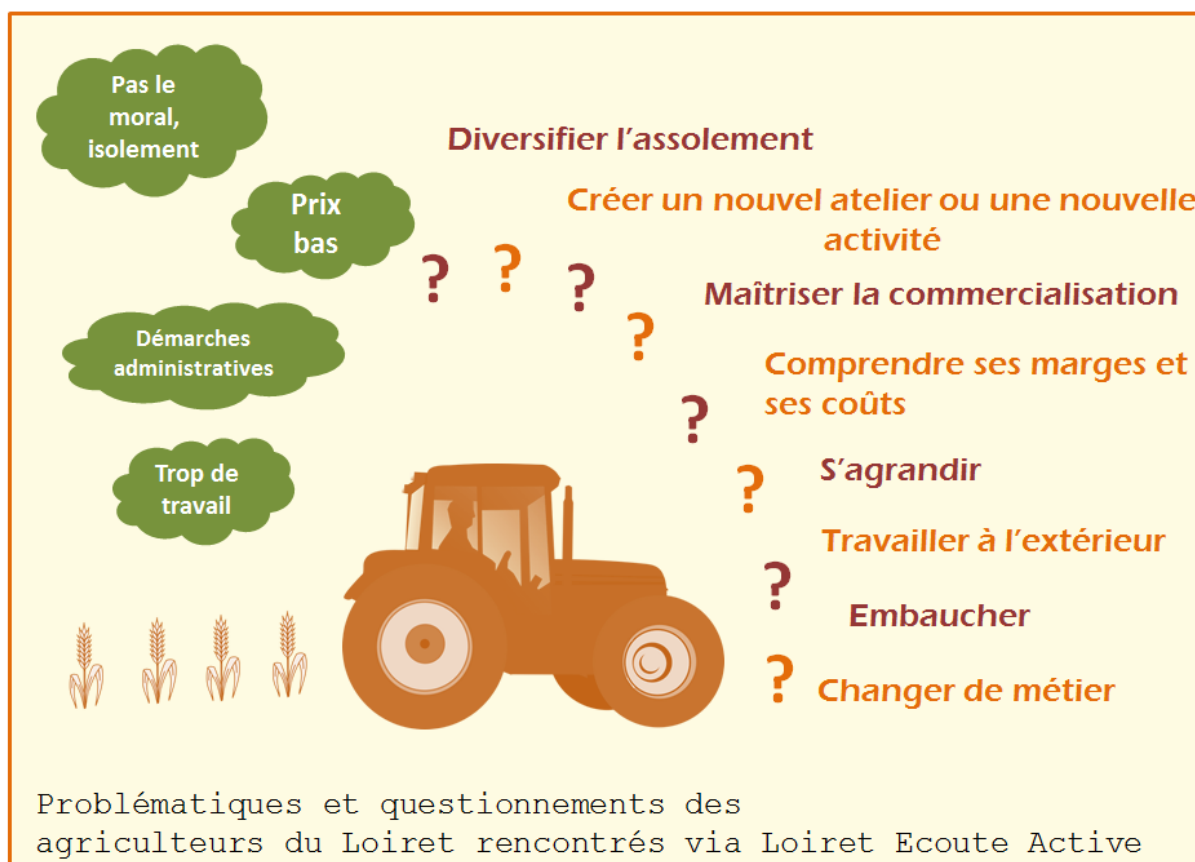 Pas le
moral,
isolement
Prix
bas
Démarches
administratives
Trop de
travail
Diversifier l'assolement
?
?
?
?
?
?
?
?
Créer un nouvel atelier ou une nouvelle
activité
Maîtriser la commercialisation
Comprendre ses marges et
ses coûts
S'agrandir
Travailler à l'extérieur
Embaucher
Changer de métier
Problématiques et questionnements des
agriculteurs du Loiret rencontrés via Loiret Ecoute Active